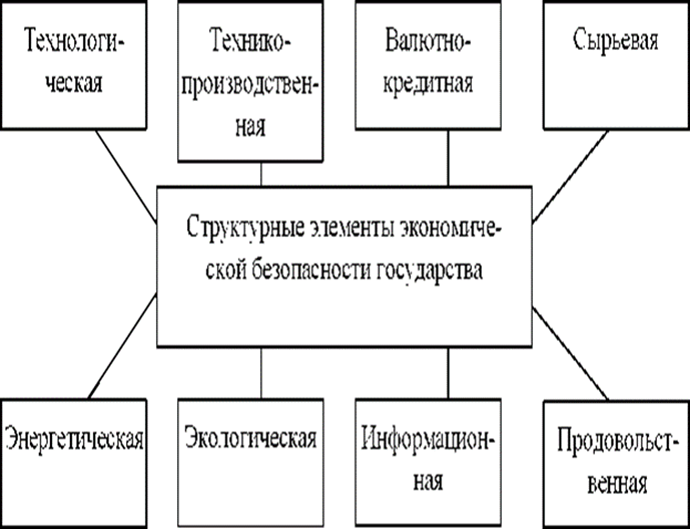 Технологи-
ческая
Технико-
производствен-
ная
Валютно-
кредитная
Сырьевая
Структурные элементы экономиче-
ской безопасности государства
Энергетическая
Экологическая
Информацион-
ная
Продовольст-
венная